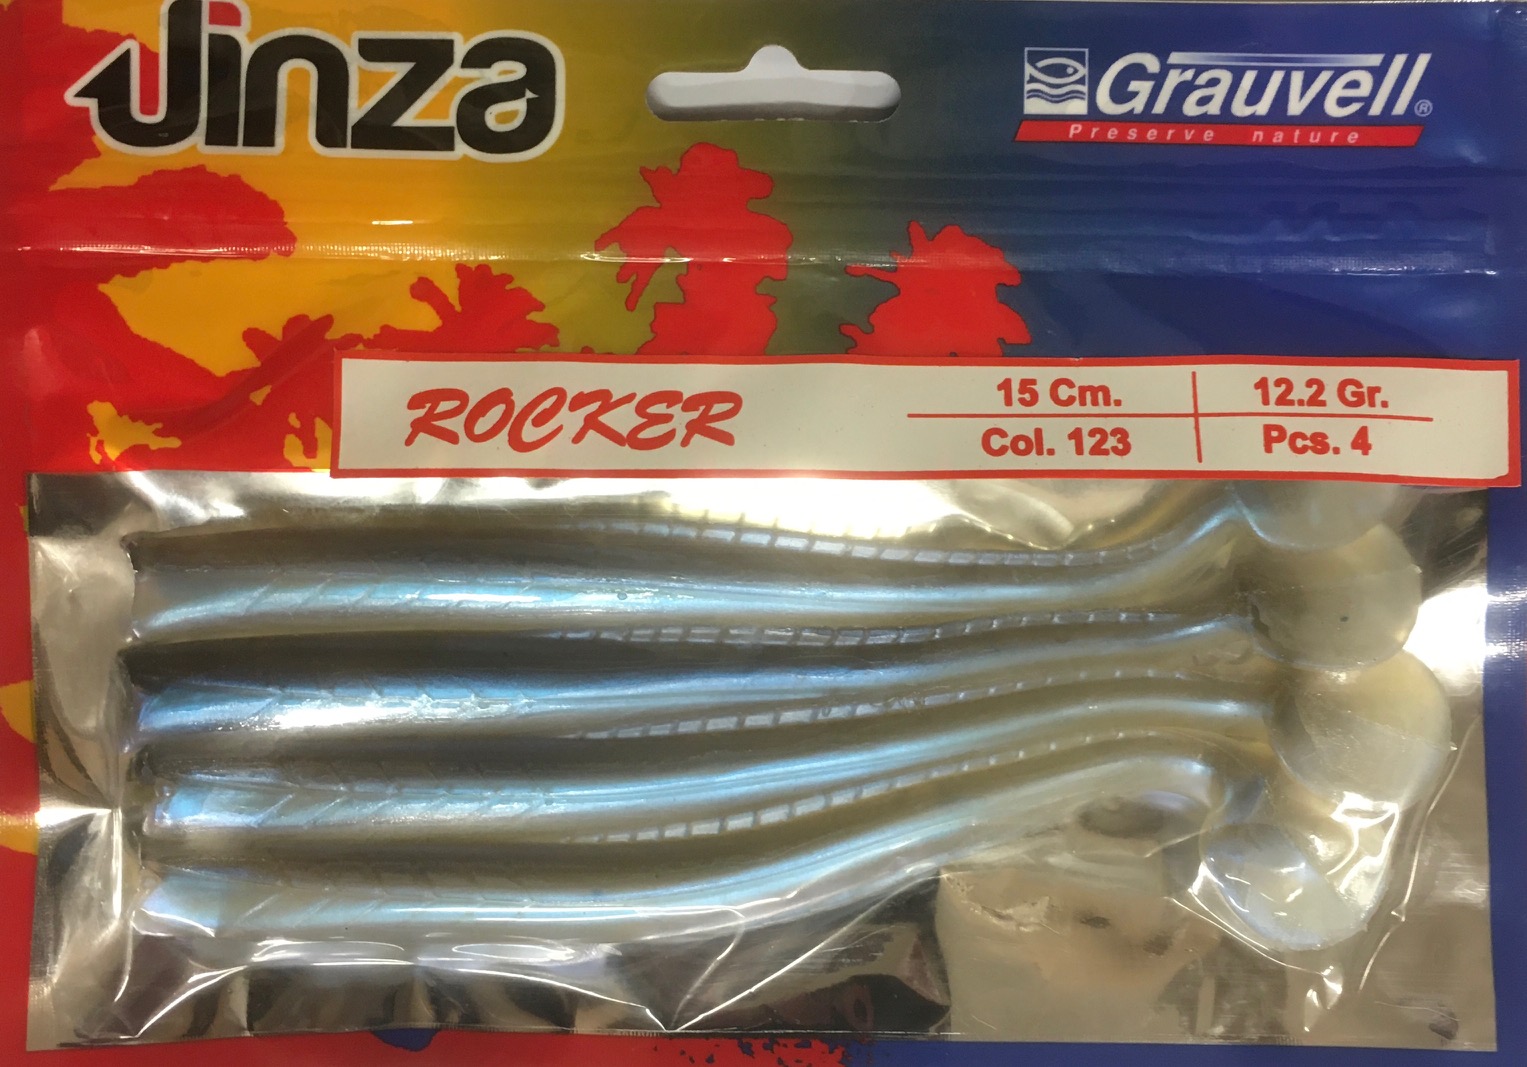 Jinza
Grauvell®
Preserve nature
ROCKER
15 Cm. 12.2 Gr.
Col. 123 Pcs. 4